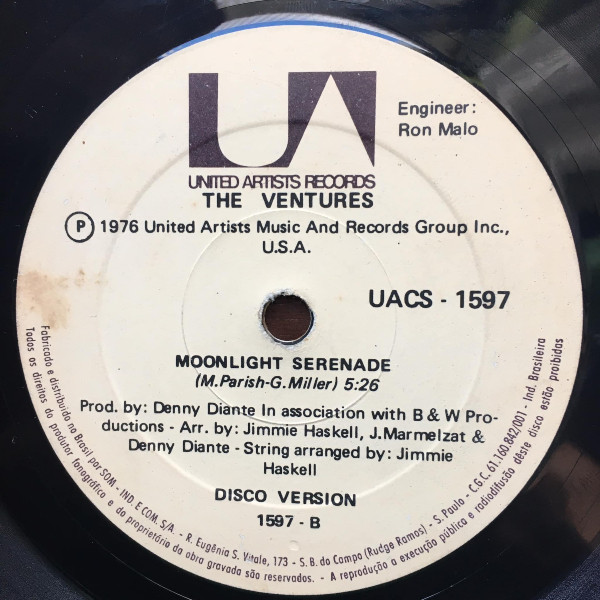 UA
UNITED ARTISTS RECORDS
Engineer:
Ron Malo
THE VENTURES
P 1976 United Artists Music And Records Group Inc.,
U.S.A.
UACS - 1597
MOONLIGHT SERENADE
(M.Parish-G.Miller) 5:26
Prod. by: Denny Diante In association with B & W Pro-
ductions - Arr. by: Jimmie Haskell, J.Marmelzat &
Denny Diante - String arranged by: Jimmie
Haskell
DISCO VERSION
1597 - B
Fabricado e distribuido no Brasil por SOM - IND. E COM. S/A. - R. Eugênia S. Vitale, 173 - S.B. do Campo (Rudge Ramos) - S. Paulo - C.G.C. 61.160.842/001 - Ind. Brasileira
Todos os direitos do produtor fonográfico e do proprietário da obra gravada são reservados. - A reprodução a execução pública e radiodifusão dêste disco estão proibidas